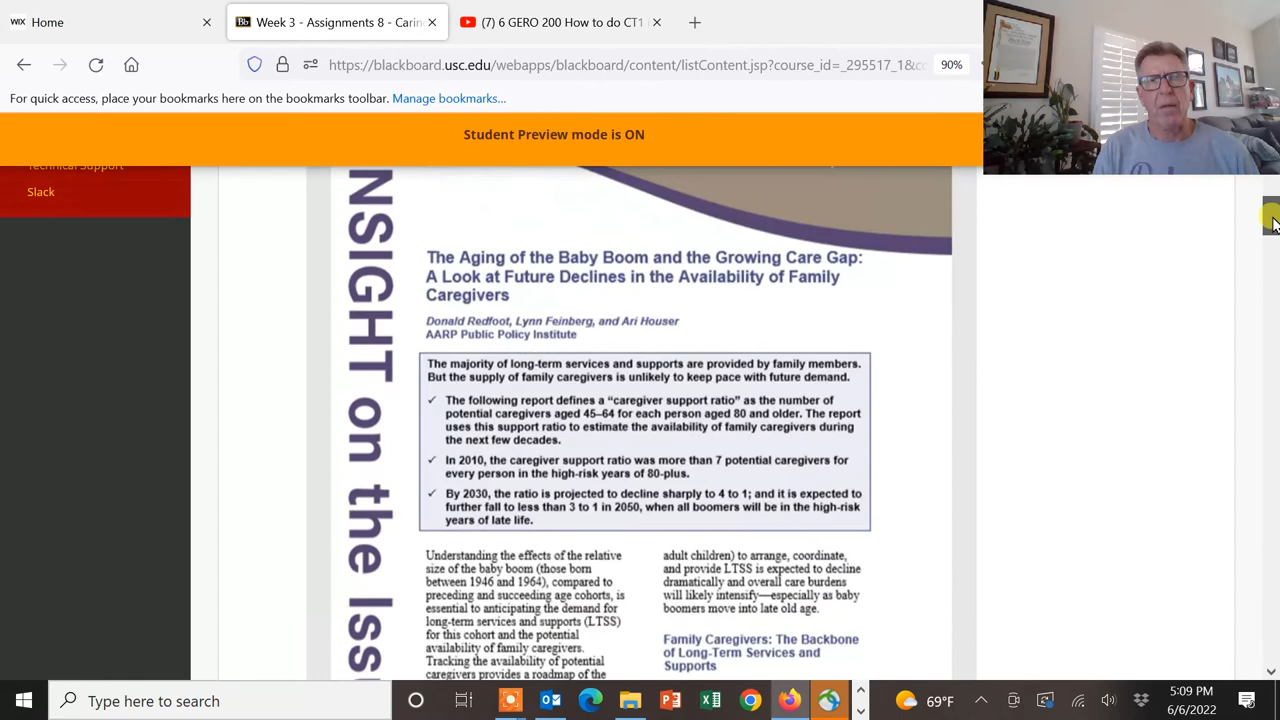 WiX Home
Bb Week 3 - Assignments 8 - Carin
(7) 6 GERO 200 How to do CT1
https://blackboard.usc.edu/webapps/blackboard/content/listContent.jsp?course_id=_295517_1&c
90%
For quick access, place your bookmarks here on the bookmarks toolbar. Manage bookmarks...
Student Preview mode is ON
Technical Support
Slack
NSIGHT on the Iss
The Aging of the Baby Boom and the Growing Care Gap:
A Look at Future Declines in the Availability of Family
Caregivers
Donald Redfoot, Lynn Feinberg, and Ari Houser
AARP Public Policy Institute
The majority of long-term services and supports are provided by family members.
But the supply of family caregivers is unlikely to keep pace with future demand.
✓ The following report defines a “caregiver support ratio” as the number of
potential caregivers aged 45–64 for each person aged 80 and older. The report
uses this support ratio to estimate the availability of family caregivers during
the next few decades.
✓ In 2010, the caregiver support ratio was more than 7 potential caregivers for
every person in the high-risk years of 80-plus.
✓ By 2030, the ratio is projected to decline sharply to 4 to 1; and it is expected to
further fall to less than 3 to 1 in 2050, when all boomers will be in the high-risk
years of late life.
Understanding the effects of the relative
size of the baby boom (those born
between 1946 and 1964), compared to
preceding and succeeding age cohorts, is
essential to anticipating the demand for
long-term services and supports (LTSS)
for this cohort and the potential
availability of family caregivers.
Tracking the availability of potential
caregivers provides a roadmap of the
adult children) to arrange, coordinate,
and provide LTSS is expected to decline
dramatically and overall care burdens
will likely intensify—especially as baby
boomers move into late old age.
Family Caregivers: The Backbone
of Long-Term Services and
Supports
Type here to search
69°F
5:09 PM
6/6/2022